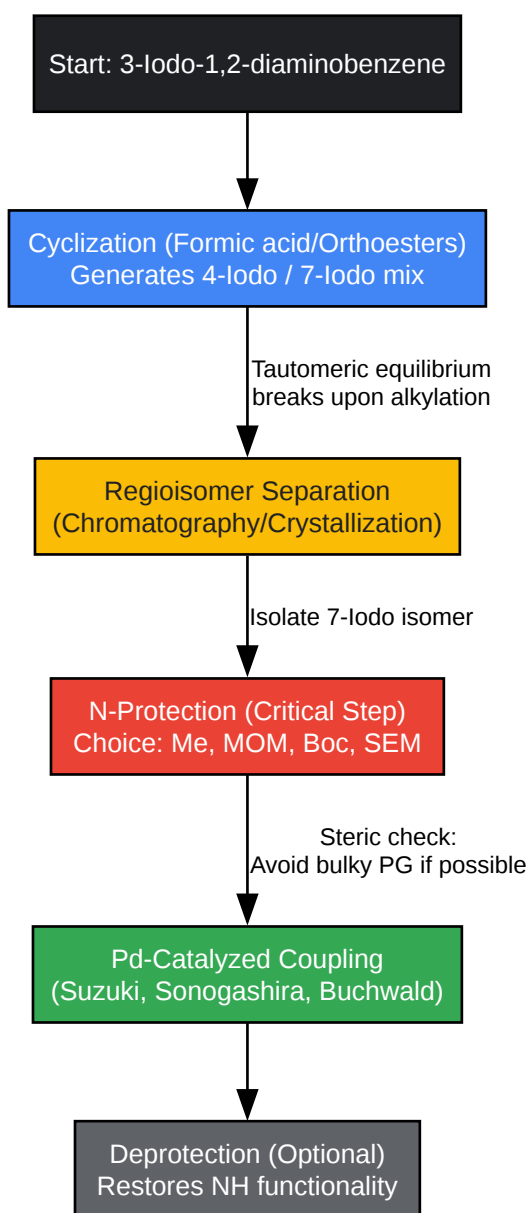 Start: 3-Iodo-1,2-diaminobenzene
Cyclization (Formic acid/Orthoesters)
Generates 4-Iodo / 7-Iodo mix
Tautomeric equilibrium
breaks upon alkylation
Regioisomer Separation
(Chromatography/Crystallization)
Isolate 7-Iodo isomer
N-Protection (Critical Step)
Choice: Me, MOM, Boc, SEM
Steric check:
Avoid bulky PG if possible
Pd-Catalyzed Coupling
(Suzuki, Sonogashira, Buchwald)
Deprotection (Optional)
Restores NH functionality